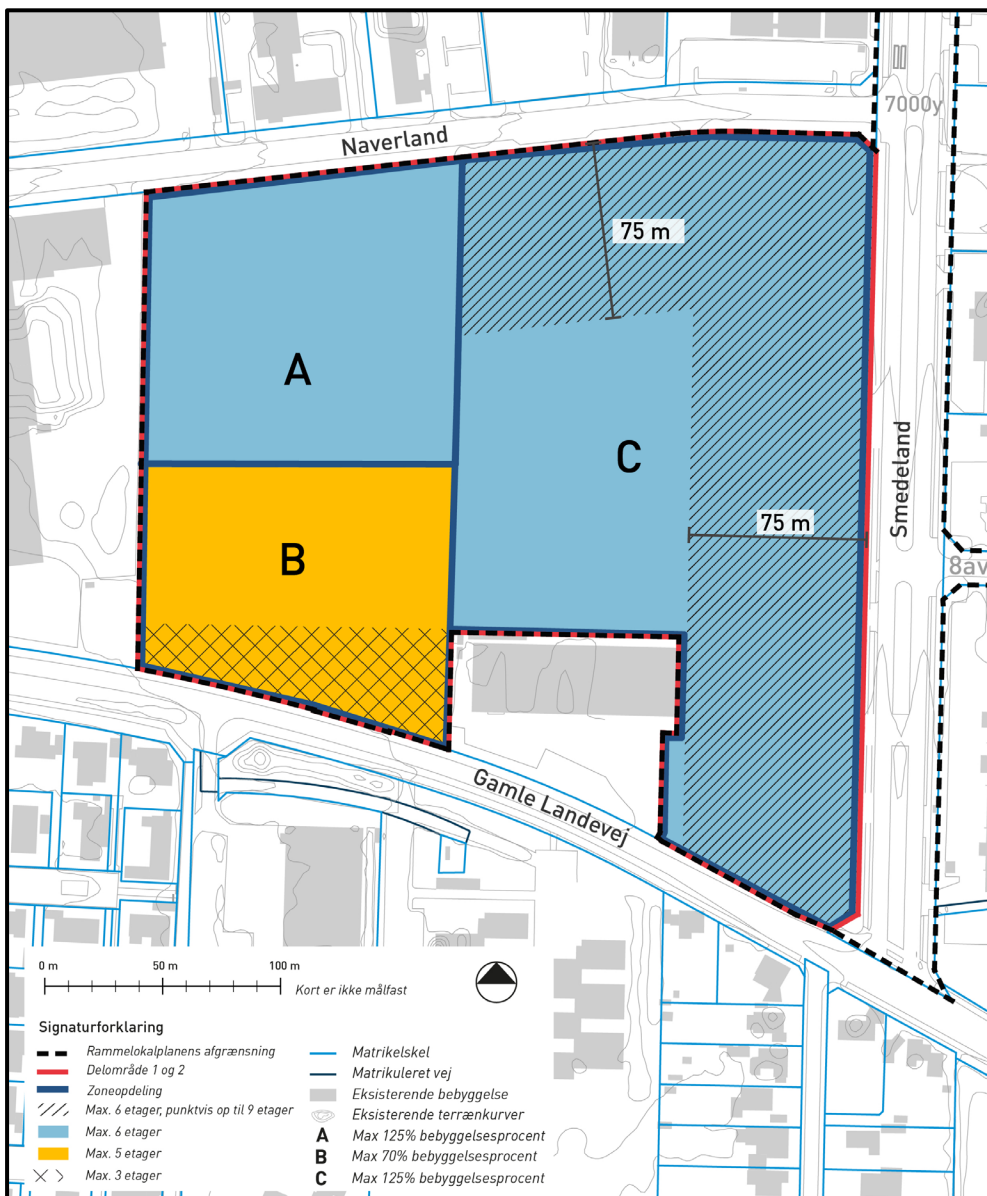 7000y
Naverland
75 m
A
C
Smedeland
75 m
B
8av
Gamle Landevej
0 m 50 m 100 m
Kort er ikke målfast
Signaturforklaring
Rammelokalplanens afgrænsning
Delområde 1 og 2
Zoneopdeling
Max. 6 etager, punktvis op til 9 etager
Max. 6 etager
Max. 5 etager
Max. 3 etager
Matrikelskel
Matrikuleret vej
Eksisterende bebyggelse
Eksisterende terrænkurver
A Max 125% bebyggelsesprocent
B Max 70% bebyggelsesprocent
C Max 125% bebyggelsesprocent